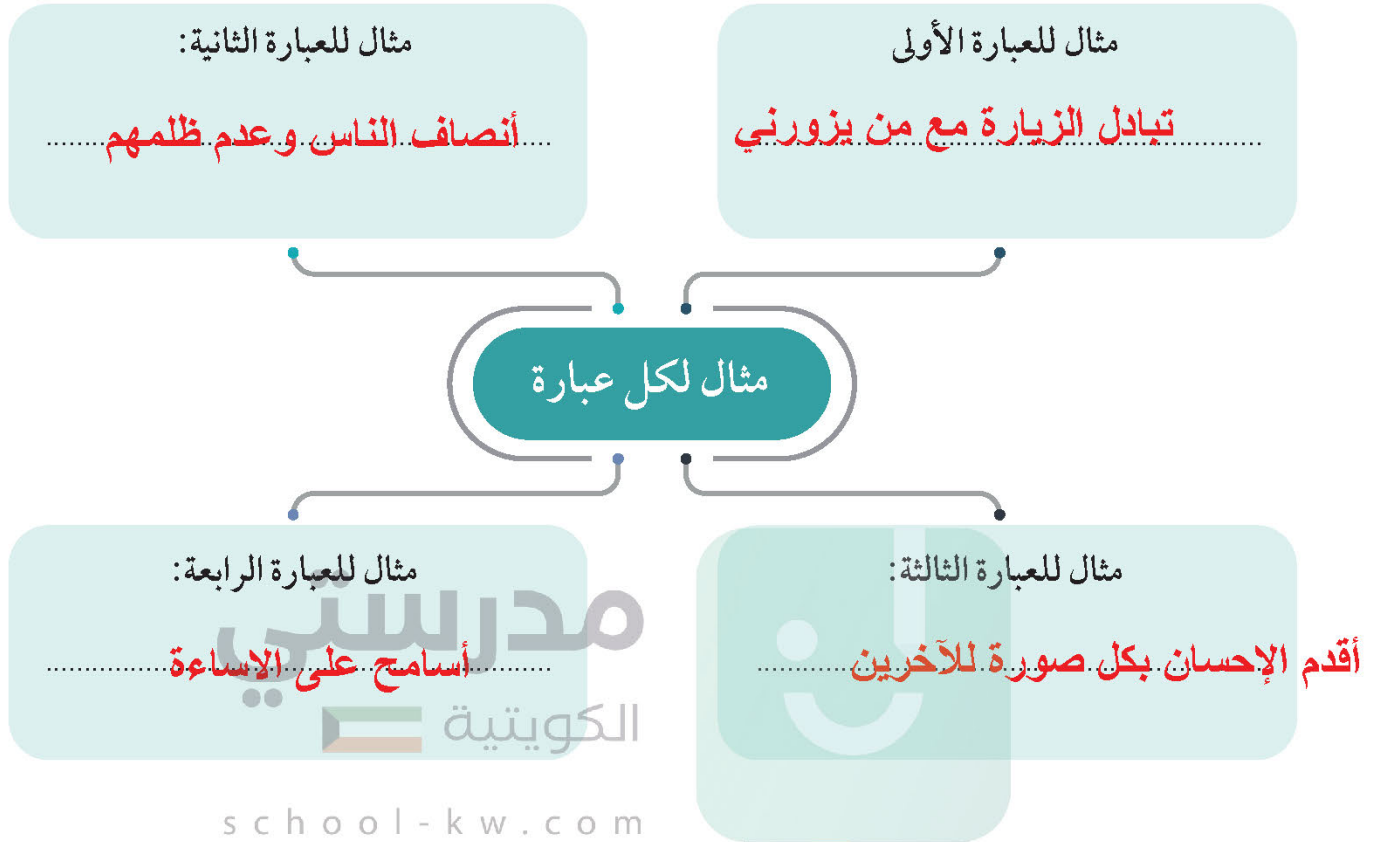 مثال للعبارة الأولى
تبادل الزيارة مع من يزورني
مثال للعبارة الثانية:
أنصاف الناس وعدم ظلمهم
مثال لكل عبارة
مثال للعبارة الثالثة:
أقدم الإحسان بكل صورة للآخرين
مثال للعبارة الرابعة:
أسامح على الاساءة
مدرستي
الكويتية
school-kw.com